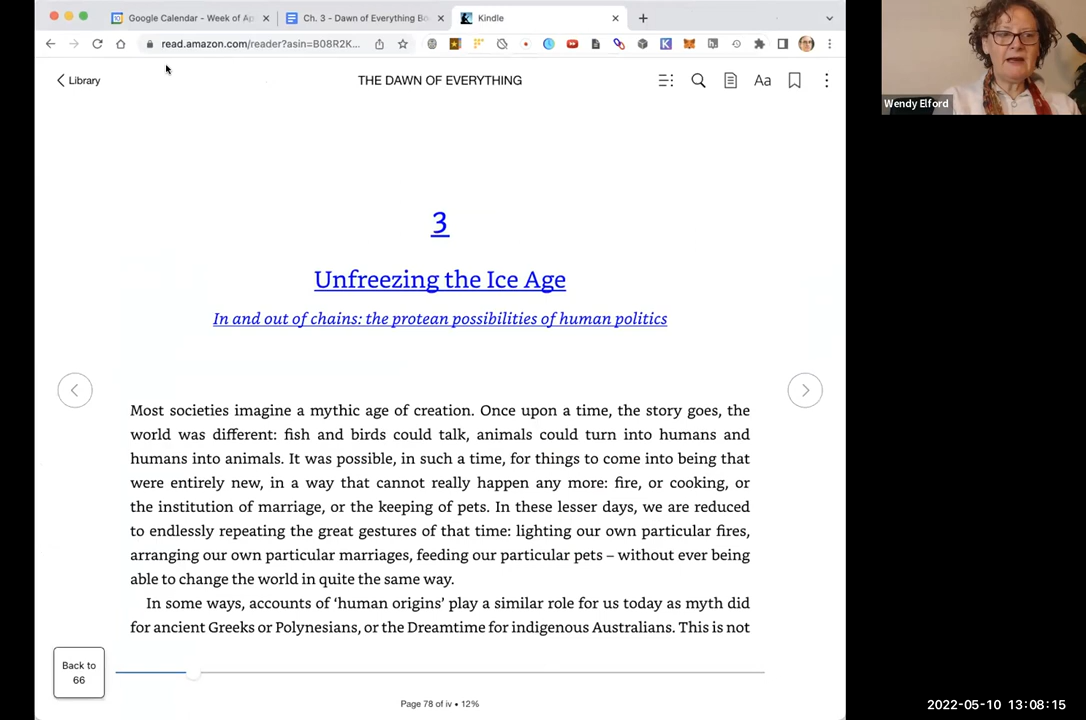 Google Calendar - Week of Ap
Ch. 3 - Dawn of Everything Bo
Kindle
read.amazon.com/reader?asin=B08R2K...
Library
THE DAWN OF EVERYTHING
Aa
Wendy Elford
3
Unfreezing the Ice Age
In and out of chains: the protean possibilities of human politics
Most societies imagine a mythic age of creation. Once upon a time, the story goes, the
world was different: fish and birds could talk, animals could turn into humans and
humans into animals. It was possible, in such a time, for things to come into being that
were entirely new, in a way that cannot really happen any more: fire, or cooking, or
the institution of marriage, or the keeping of pets. In these lesser days, we are reduced
to endlessly repeating the great gestures of that time: lighting our own particular fires,
arranging our own particular marriages, feeding our particular pets – without ever being
able to change the world in quite the same way.
In some ways, accounts of ‘human origins’ play a similar role for us today as myth did
for ancient Greeks or Polynesians, or the Dreamtime for indigenous Australians. This is not
Back to
66
Page 78 of iv • 12%
2022-05-10 13:08:15